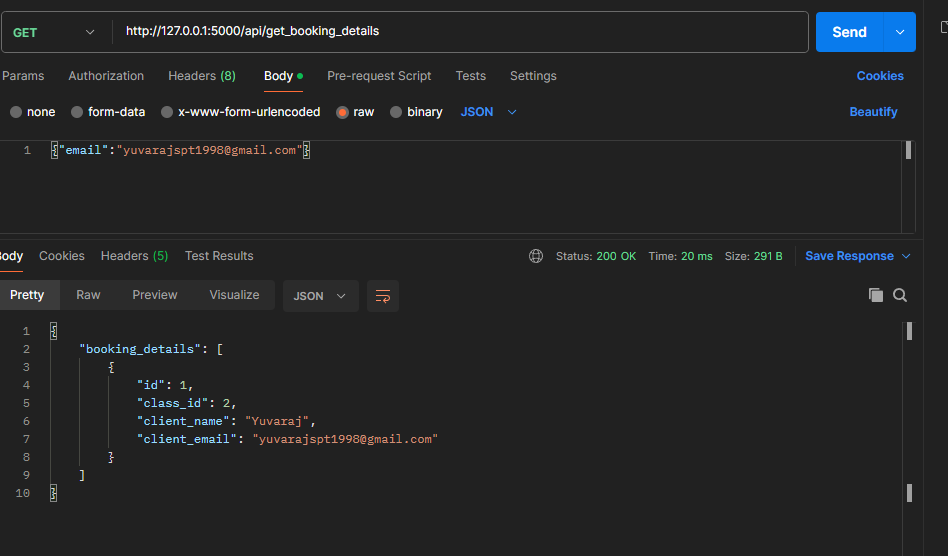 GET http://127.0.0.1:5000/api/get_booking_details Send
Params Authorization Headers (8) Body Pre-request Script Tests Settings Cookies
none form-data x-www-form-urlencoded raw binary JSON Beautify
1 {"email":"yuvarajspt1998@gmail.com"}
Body Cookies Headers (5) Test Results Status: 200 OK Time: 20 ms Size: 291 B Save Response
Pretty Raw Preview Visualize JSON
1 {
2 "booking_details": [
3 {
4 "id": 1,
5 "class_id": 2,
6 "client_name": "Yuvaraj",
7 "client_email": "yuvarajspt1998@gmail.com"
8 }
9 ]
10 }